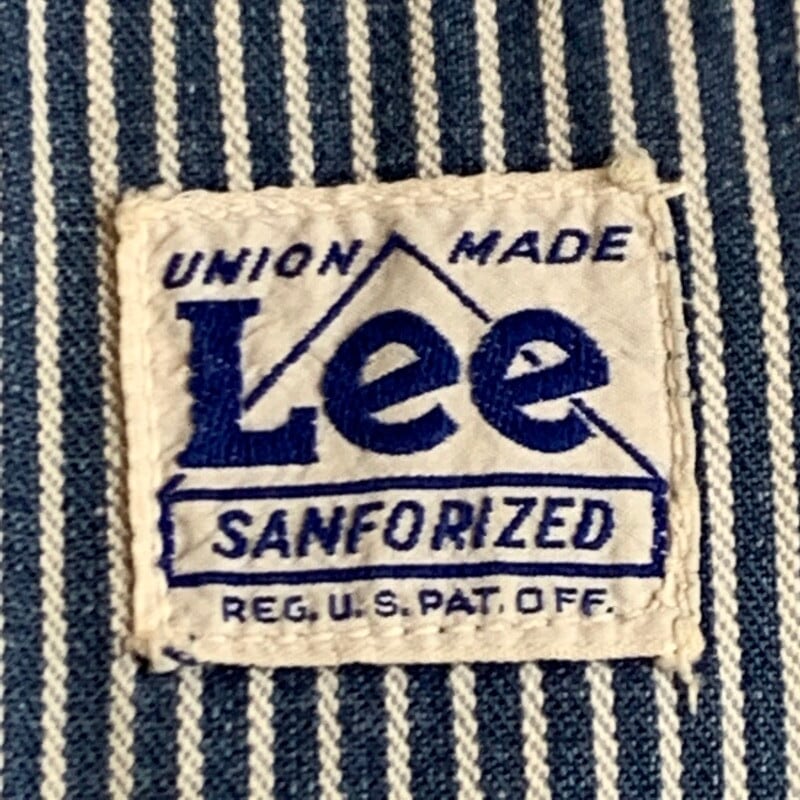 UNION MADE
Lee
SANFORIZED
REG. U. S. PAT. OFF.